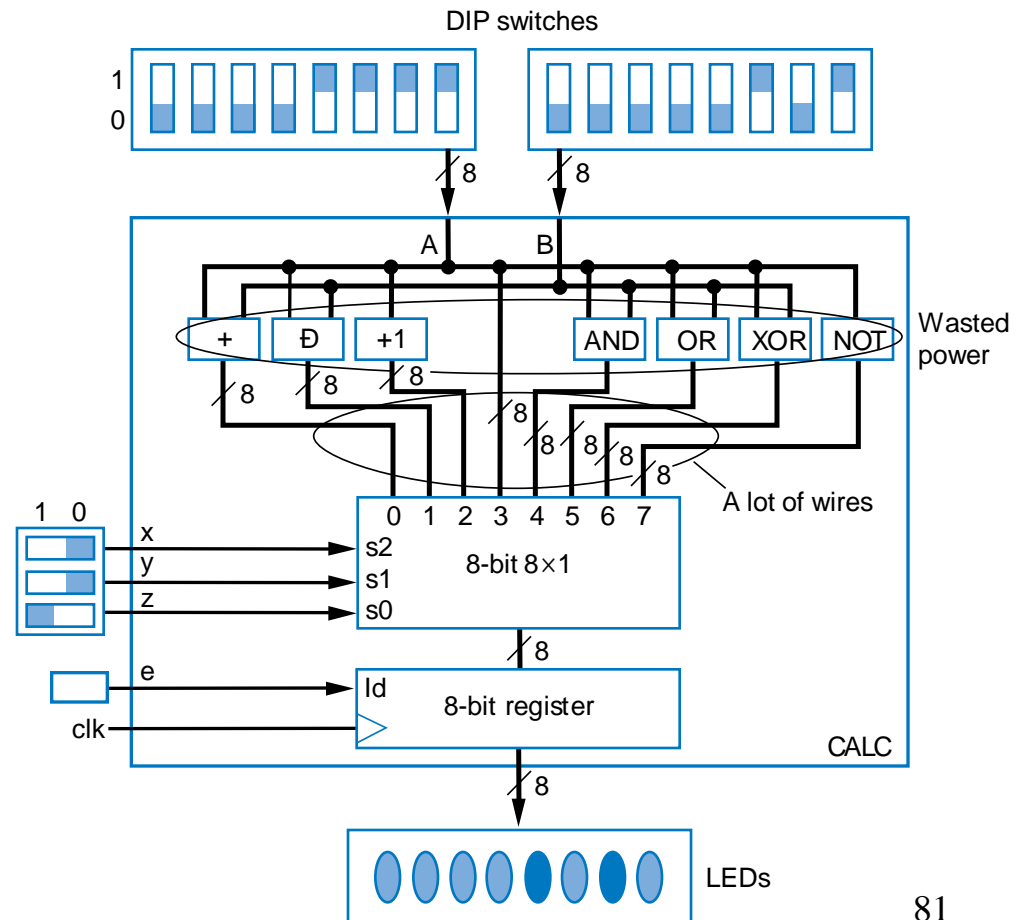 DIP switches
1
0
8
8
A
B
+
Đ
+1
AND
OR
XOR
NOT
Wasted
power
8
8
8
8
8
8
8
8
A lot of wires
1 0
0 1 2 3 4 5 6 7
x
s2
y
s1
8-bit 8×1
z
s0
8
e
ld
8-bit register
clk
CALC
8
LEDs
81